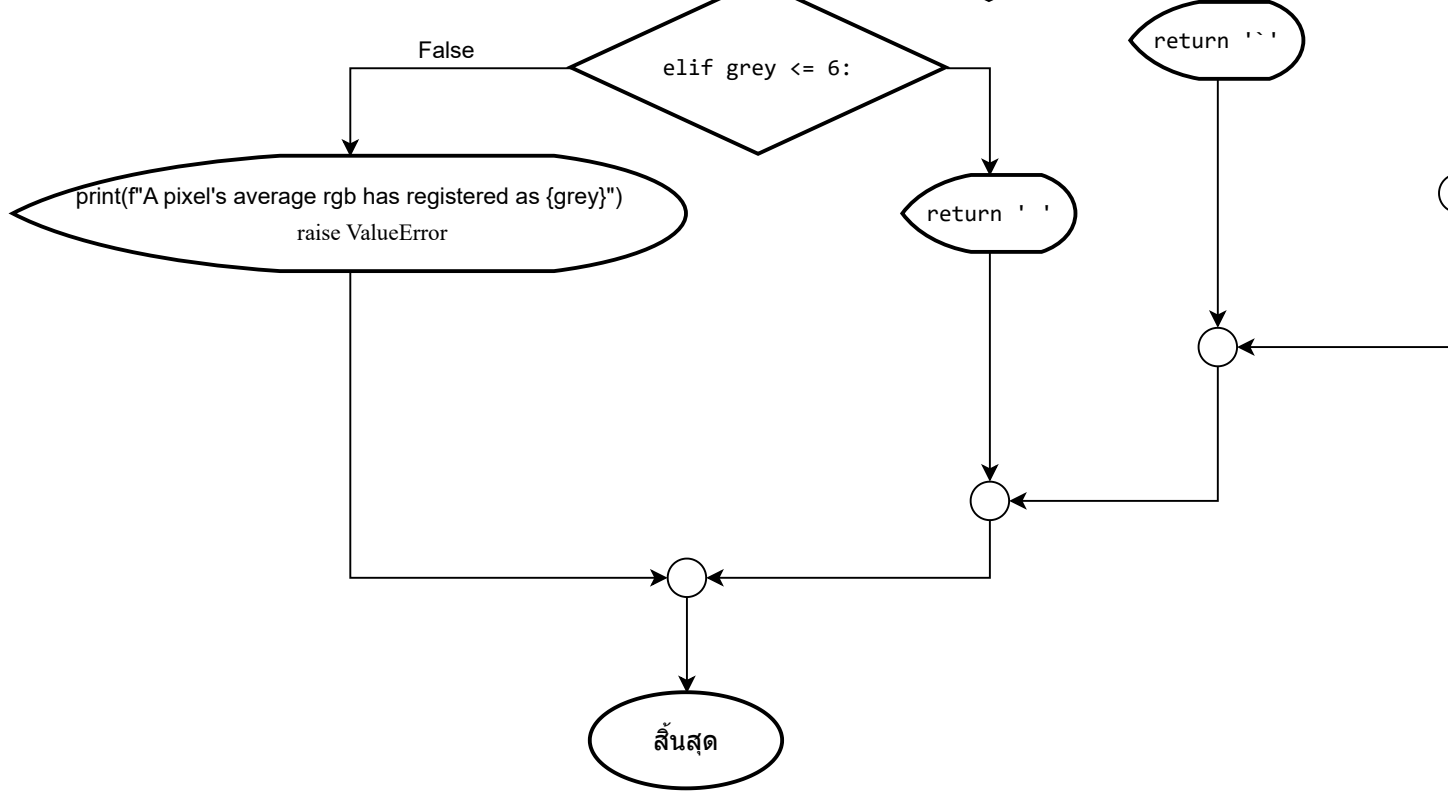 return '`'
False
elif grey <= 6:
print(f"A pixel's average rgb has registered as {grey}")
raise ValueError
return ' '
สิ้นสุด